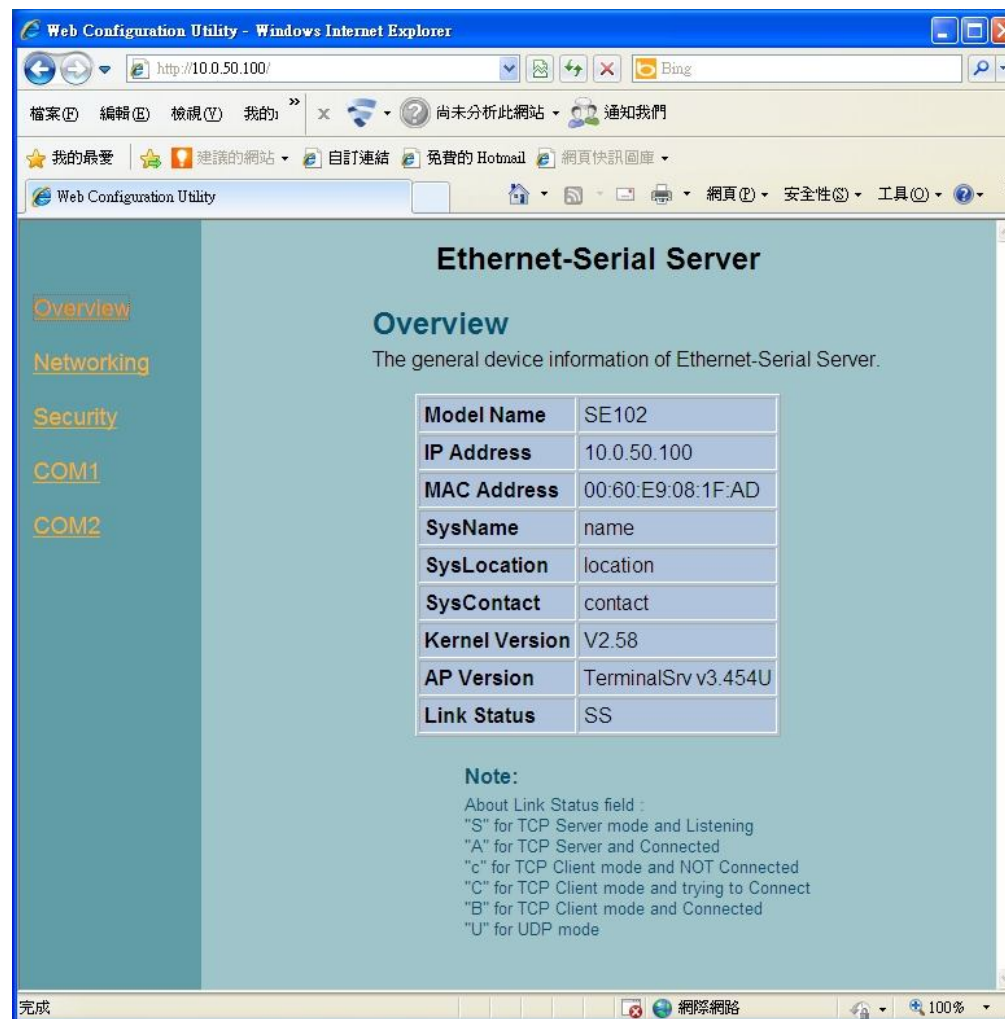 Web Configuration Utility - Windows Internet Explorer
http://10.0.50.100/
Bing
檔案(F) 編輯(E) 檢視(V) 我的 » x 尚未分析此網站 通知我們
我的最愛 建議的網站 自訂連結 免費的 Hotmail 網頁快訊圖庫
Web Configuration Utility 網頁(P) 安全性(S) 工具(O)
Ethernet-Serial Server
Overview
Networking
Security
COM1
COM2
Overview
The general device information of Ethernet-Serial Server.
Model Name SE102
IP Address 10.0.50.100
MAC Address 00:60:E9:08:1F:AD
SysName name
SysLocation location
SysContact contact
Kernel Version V2.58
AP Version TerminalSrv v3.454U
Link Status SS
Note:
About Link Status field :
"S" for TCP Server mode and Listening
"A" for TCP Server and Connected
"c" for TCP Client mode and NOT Connected
"C" for TCP Client mode and trying to Connect
"B" for TCP Client mode and Connected
"U" for UDP mode
完成 網際網路 100%